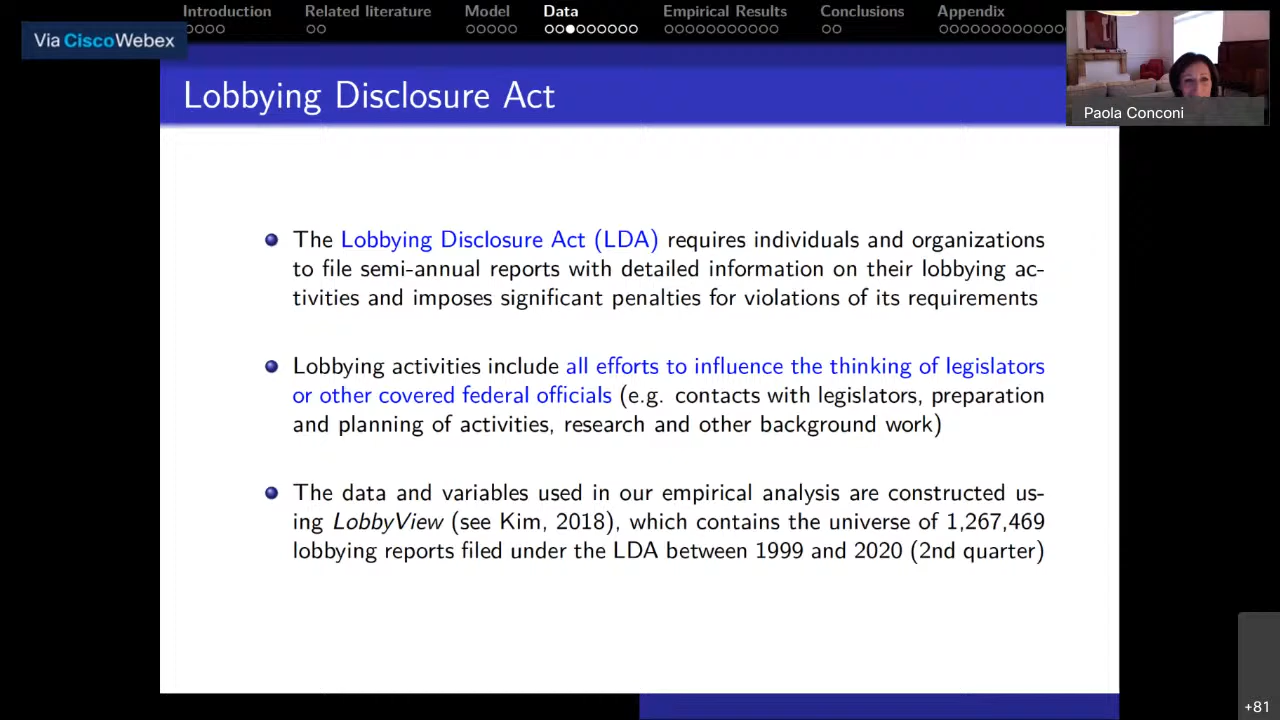 Introduction Related literature Model Data Empirical Results Conclusions Appendix
Via Cisco Webex
Lobbying Disclosure Act
Paola Conconi
The Lobbying Disclosure Act (LDA) requires individuals and organizations
to file semi-annual reports with detailed information on their lobbying ac-
tivities and imposes significant penalties for violations of its requirements
Lobbying activities include all efforts to influence the thinking of legislators
or other covered federal officials (e.g. contacts with legislators, preparation
and planning of activities, research and other background work)
The data and variables used in our empirical analysis are constructed us-
ing LobbyView (see Kim, 2018), which contains the universe of 1,267,469
lobbying reports filed under the LDA between 1999 and 2020 (2nd quarter)
+81